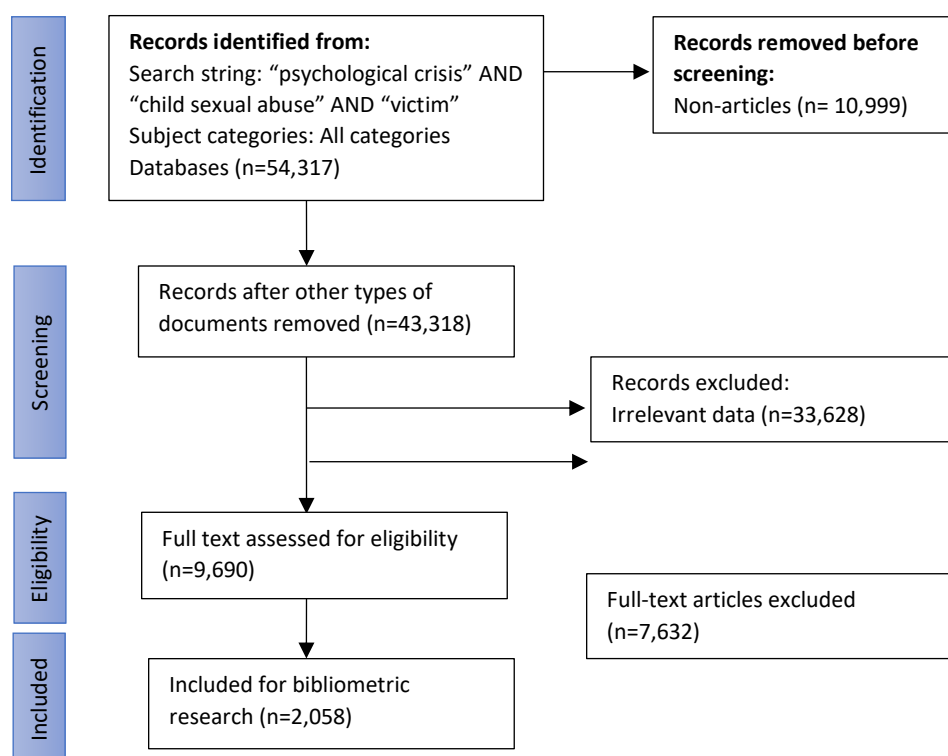 Identification
Records identified from:
Search string: “psychological crisis” AND
“child sexual abuse” AND “victim”
Subject categories: All categories
Databases (n=54,317)
Records removed before
screening:
Non-articles (n= 10,999)
Screening
Records after other types of
documents removed (n=43,318)
Records excluded:
Irrelevant data (n=33,628)
Eligibility
Full text assessed for eligibility
(n=9,690)
Full-text articles excluded
(n=7,632)
Included
Included for bibliometric
research (n=2,058)